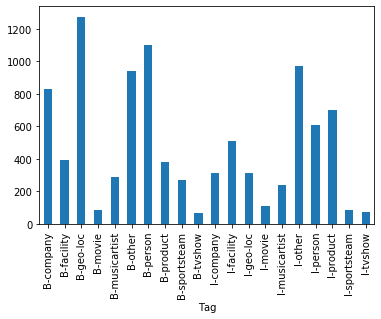 1200
1000
800
600
400
200
0
B-company
B-facility
B-geo-loc
B-movie
B-musicartist
B-other
B-person
B-product
B-sportsteam
B-tvshow
I-company
I-facility
I-geo-loc
I-movie
I-musicartist
I-other
I-person
I-product
I-sportsteam
I-tvshow
Tag